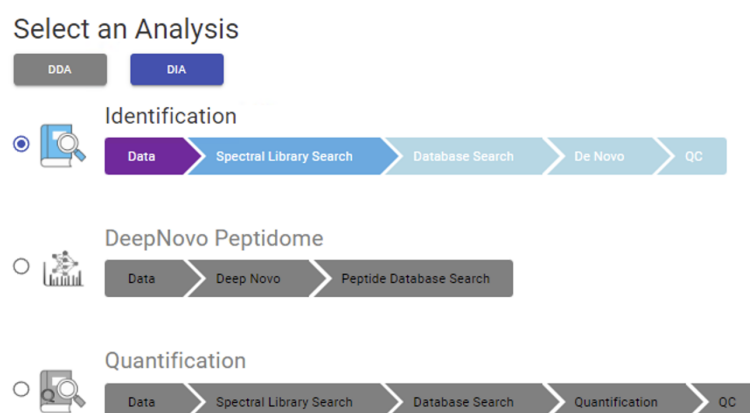 Select an Analysis
DDA DIA
Identification
Data Spectral Library Search Database Search De Novo QC
DeepNovo Peptidome
Data Deep Novo Peptide Database Search
Quantification
Q
Data Spectral Library Search Database Search Quantification QC